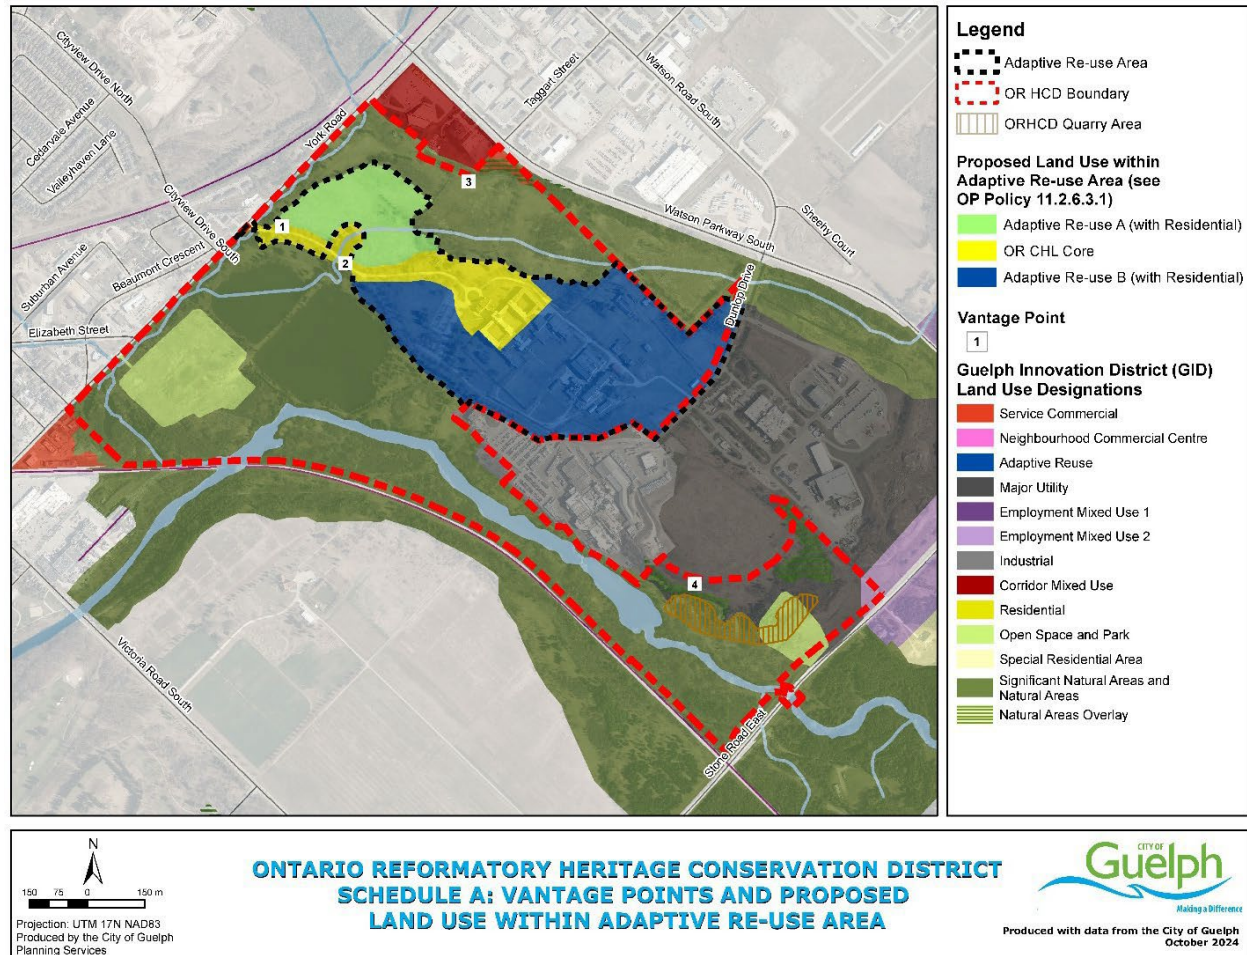 Cityview Drive North
Cedarvale Avenue
Valleyhaven Lane
York Road
Taggart Street
Watson Road South
Cityview Drive South
Suburban Avenue
Beaumont Crescent
Elizabeth Street
Watson Parkway South
Sheehy Court
Dunlop Drive
Victoria Road South
Stone Road East
1
2
3
4
Legend
Adaptive Re-use Area
OR HCD Boundary
ORHCD Quarry Area
Proposed Land Use within
Adaptive Re-use Area (see
OP Policy 11.2.6.3.1)
Adaptive Re-use A (with Residential)
OR CHL Core
Adaptive Re-use B (with Residential)
Vantage Point
1
Guelph Innovation District (GID)
Land Use Designations
Service Commercial
Neighbourhood Commercial Centre
Adaptive Reuse
Major Utility
Employment Mixed Use 1
Employment Mixed Use 2
Industrial
Corridor Mixed Use
Residential
Open Space and Park
Special Residential Area
Significant Natural Areas and
Natural Areas
Natural Areas Overlay
N
150 75 0 150 m
Projection: UTM 17N NAD83
Produced by the City of Guelph
Planning Services
ONTARIO REFORMATORY HERITAGE CONSERVATION DISTRICT
SCHEDULE A: VANTAGE POINTS AND PROPOSED
LAND USE WITHIN ADAPTIVE RE-USE AREA
CITY OF
Guelph
Making a Difference
Produced with data from the City of Guelph
October 2024